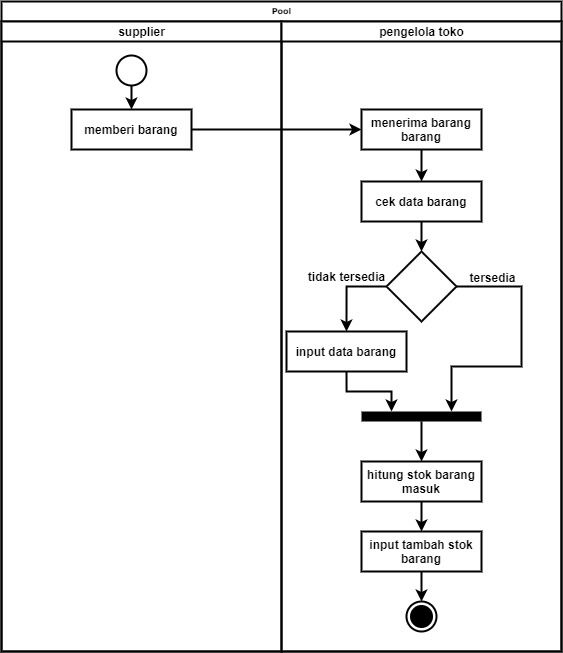 Pool
supplier
pengelola toko
memberi barang
menerima barang
barang
cek data barang
tidak tersedia
tersedia
input data barang
hitung stok barang
masuk
input tambah stok
barang